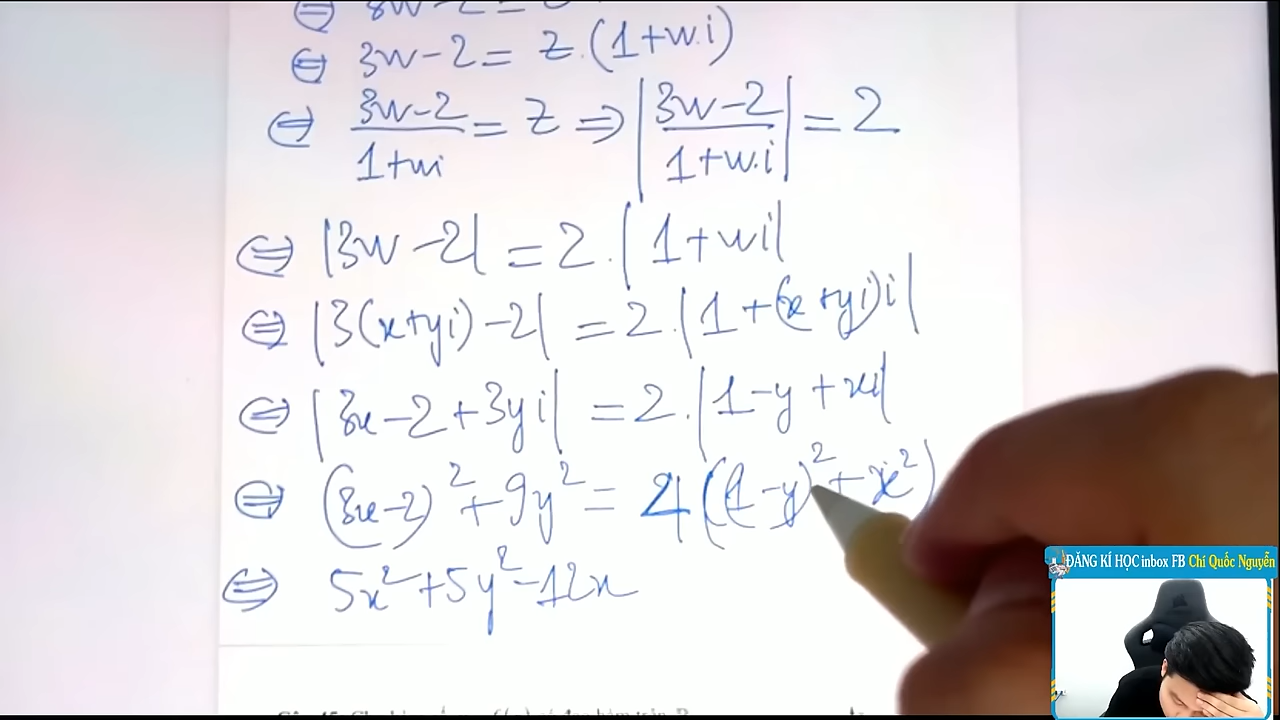 ⇔ 3w-2 = z.(1+w.i)
⇔ \frac{3w-2}{1+wi} = z ⇒ |\frac{3w-2}{1+w.i}| = 2
⇔ |3w-2| = 2.|1+wi|
⇔ |3(x+yi)-2| = 2.|1+(x+yi)i|
⇔ |3x-2+3yi| = 2.|1-y+xi|
⇔ (3x-2)²+9y² = 4((1-y)²+x²)
⇔ 5x²+5y²-12x
ĐĂNG KÍ HỌC inbox FB Chí Quốc Nguyễn